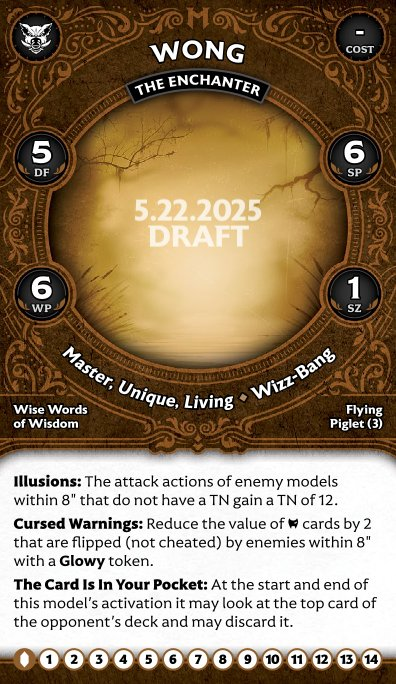 M
WONG
THE ENCHANTER
-
COST
5
DF
6
SP
5.22.2025
DRAFT
6
WP
1
SZ
Master, Unique, Living ◆ Wizz-Bang
Wise Words
of Wisdom
Flying
Piglet (3)
Illusions: The attack actions of enemy models
within 8" that do not have a TN gain a TN of 12.
Cursed Warnings: Reduce the value of cards by 2
that are flipped (not cheated) by enemies within 8"
with a Glowy token.
The Card Is In Your Pocket: At the start and end of
this model's activation it may look at the top card of
the opponent's deck and may discard it.
1 2 3 4 5 6 7 8 9 10 11 12 13 14